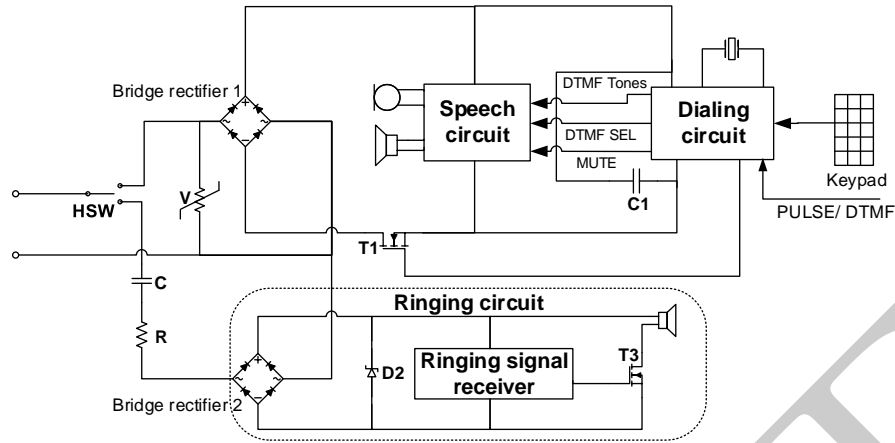 Bridge rectifier 1
Speech circuit
DTMF Tones
DTMF SEL
MUTE
Dialing circuit
Keypad
PULSE/ DTMF
HSW
V
C1
T1
C
R
Bridge rectifier 2
Ringing circuit
D2
Ringing signal receiver
T3